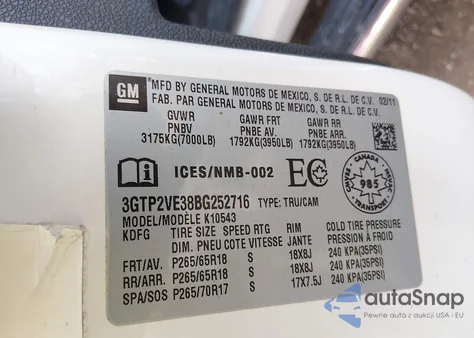 GM
*MFD BY GENERAL MOTORS DE MEXICO, S. DE R.L. DE C.V. 02/11
FAB. PAR GENERAL MOTORS DE MEXICO, S. DE R.L. DE C.V.
GVWR GAWR FRT GAWR RR
PNBV PNBE AV. PNBE ARR.
3175KG(7000LB) 1792KG(3950LB) 1792KG(3950LB)
ICES/NMB-002 EC
CANADA
985
TRANSPORT
3GTP2VE38BG252716 TYPE: TRU/CAM
MODEL/MODÈLE K10543
KDFG TIRE SIZE SPEED RTG RIM COLD TIRE PRESSURE
DIM. PNEU COTE VITESSE JANTE PRESSION À FROID
FRT/AV. P265/65R18 S 18X8J 240 KPA(35PSI)
RR/ARR. P265/65R18 S 18X8J 240 KPA(35PSI)
SPA/SOS P265/70R17 S 17X7.5J 240 KPA(35PSI)
autaSnap
Pewne auta z aukcji USA i EU